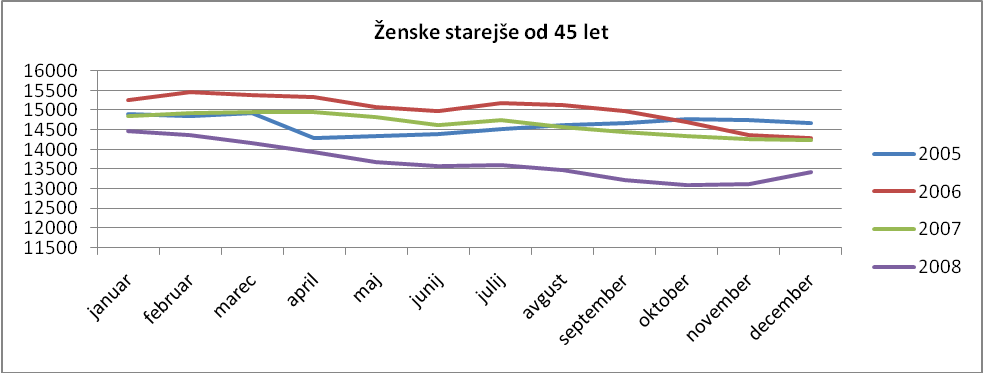 Ženske starejše od 45 let
16000
15500
15000
14500
14000
13500
13000
12500
12000
11500
januar
februar
marec
april
maj
junij
julij
avgust
september
oktober
november
december
2005
2006
2007
2008